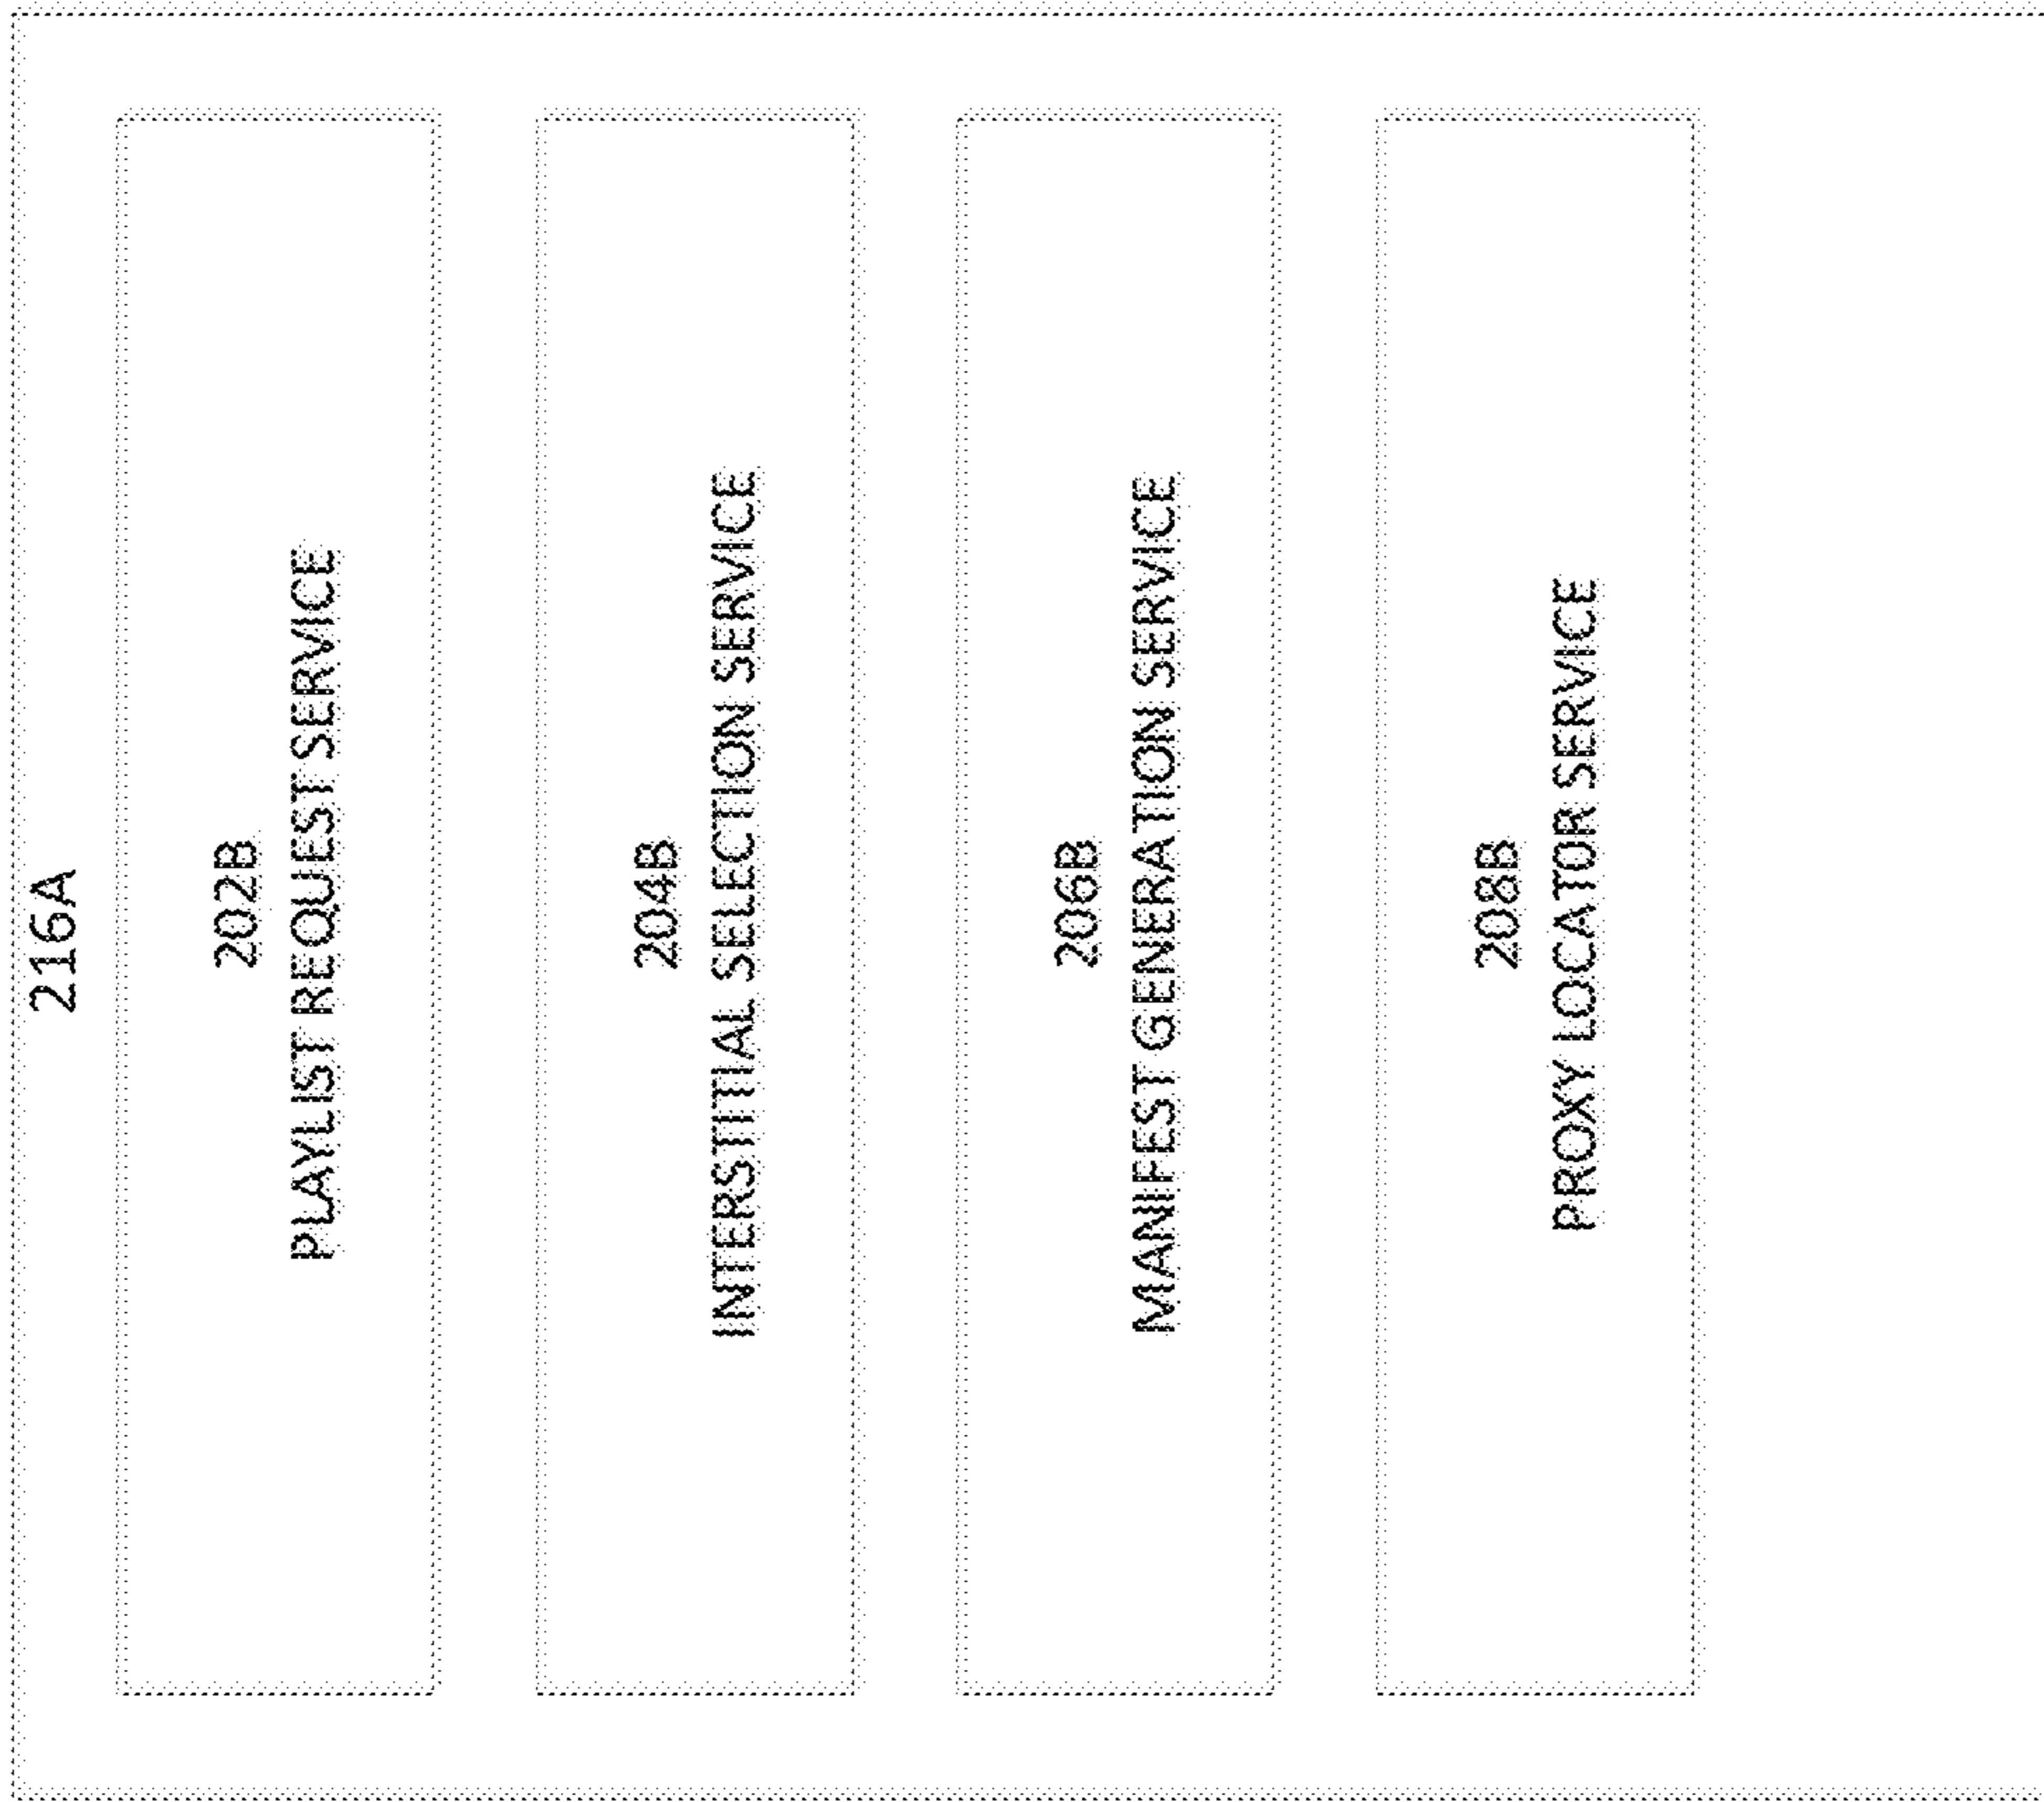 216A
202B
PLAYLIST REQUEST SERVICE
204B
INTERSTITIAL SELECTION SERVICE
206B
MANIFEST GENERATION SERVICE
208B
PROXY LOCATOR SERVICE